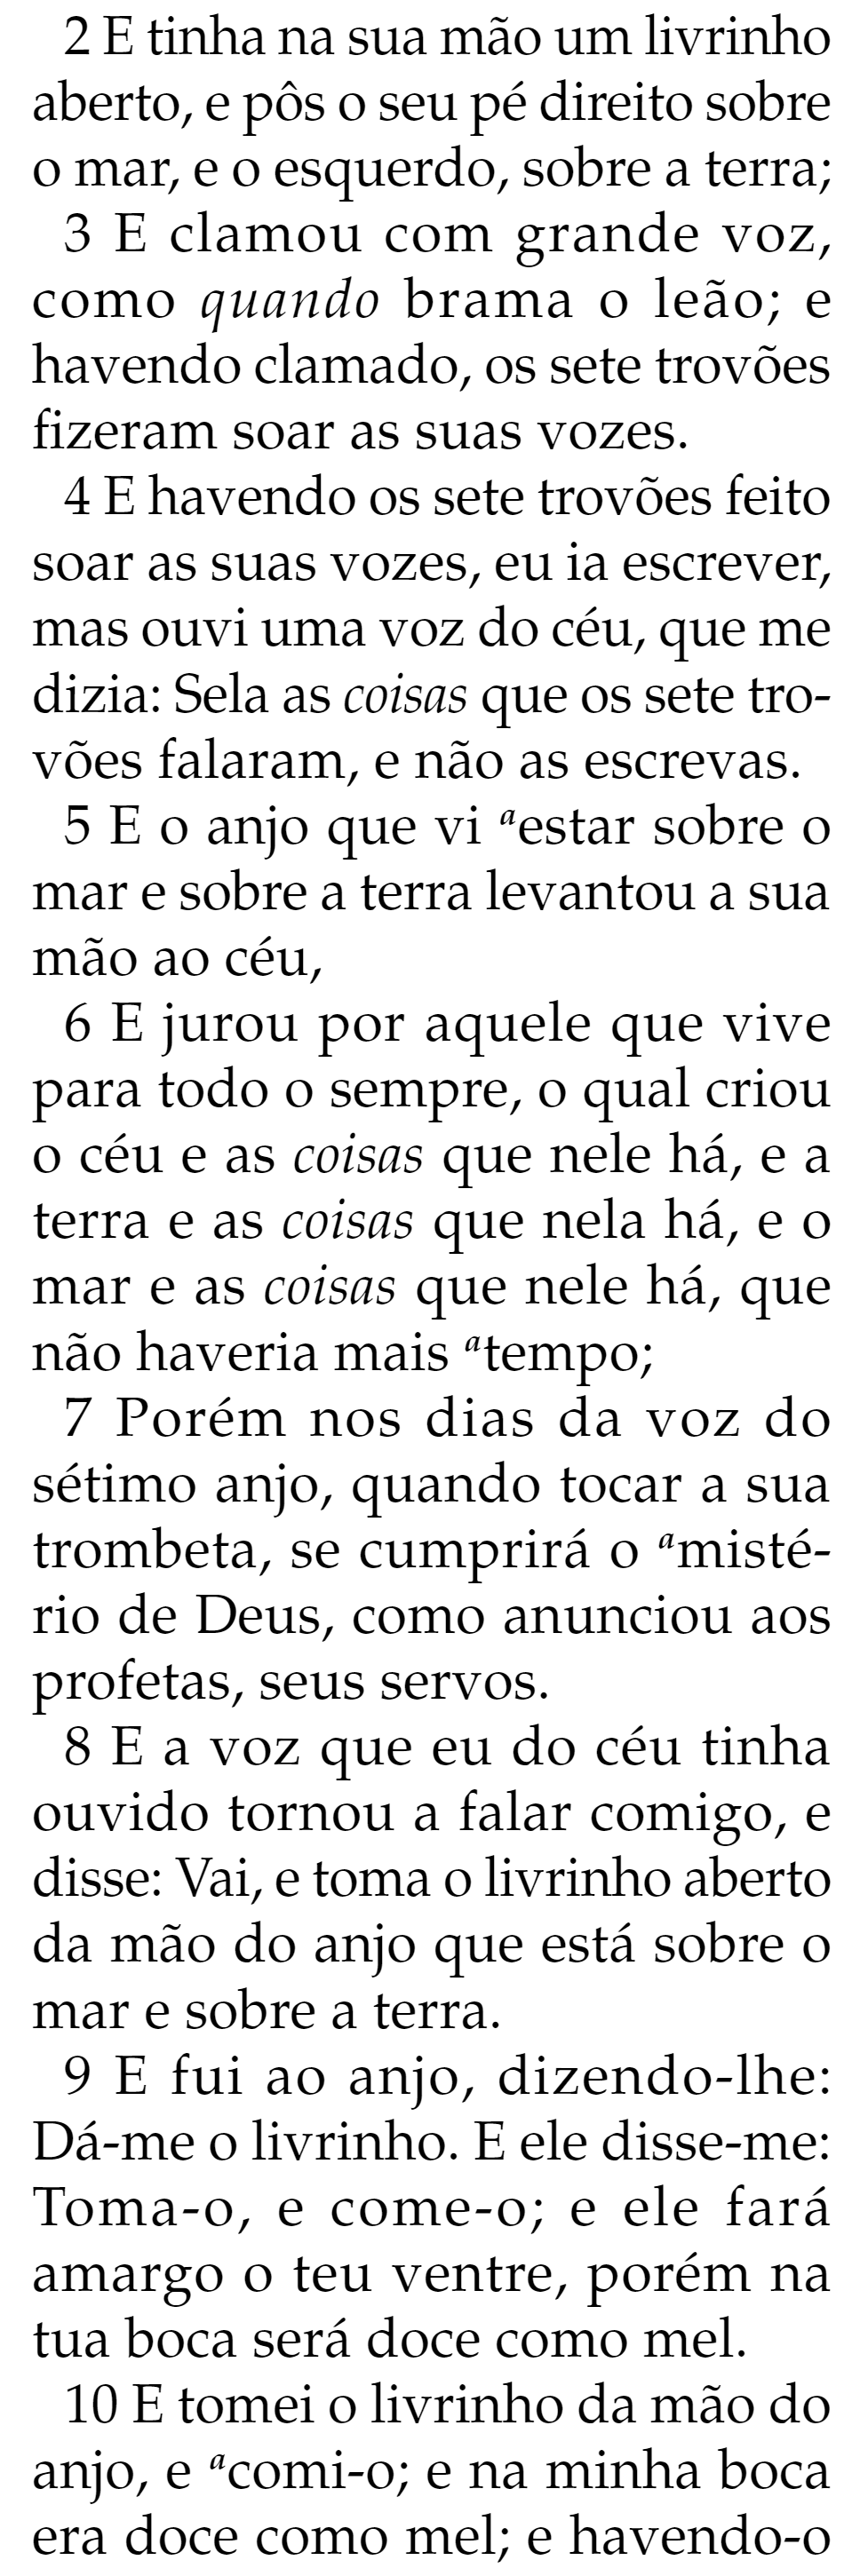 2 E tinha na sua mão um livrinho
aberto, e pôs o seu pé direito sobre
o mar, e o esquerdo, sobre a terra;
3 E clamou com grande voz,
como quando brama o leão; e
havendo clamado, os sete trovões
fizeram soar as suas vozes.
4 E havendo os sete trovões feito
soar as suas vozes, eu ia escrever,
mas ouvi uma voz do céu, que me
dizia: Sela as coisas que os sete tro-
vões falaram, e não as escrevas.
5 E o anjo que vi ᵃestar sobre o
mar e sobre a terra levantou a sua
mão ao céu,
6 E jurou por aquele que vive
para todo o sempre, o qual criou
o céu e as coisas que nele há, e a
terra e as coisas que nela há, e o
mar e as coisas que nele há, que
não haveria mais ᵃtempo;
7 Porém nos dias da voz do
sétimo anjo, quando tocar a sua
trombeta, se cumprirá o ᵃmisté-
rio de Deus, como anunciou aos
profetas, seus servos.
8 E a voz que eu do céu tinha
ouvido tornou a falar comigo, e
disse: Vai, e toma o livrinho aberto
da mão do anjo que está sobre o
mar e sobre a terra.
9 E fui ao anjo, dizendo-lhe:
Dá-me o livrinho. E ele disse-me:
Toma-o, e come-o; e ele fará
amargo o teu ventre, porém na
tua boca será doce como mel.
10 E tomei o livrinho da mão do
anjo, e ᵃcomi-o; e na minha boca
era doce como mel; e havendo-o